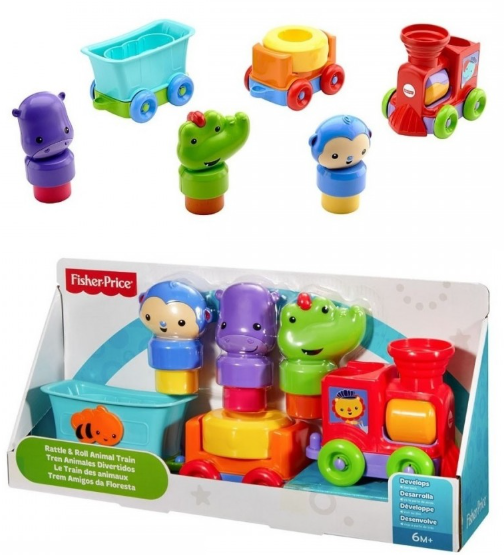 Fisher-Price
Fisher-Price
Rattle & Roll Animal Train
Tren Animales Divertidos
Le Train des animaux
Trem Amigos da Floresta
Develops
Desarrolla
Développe
Desenvolve
6M+